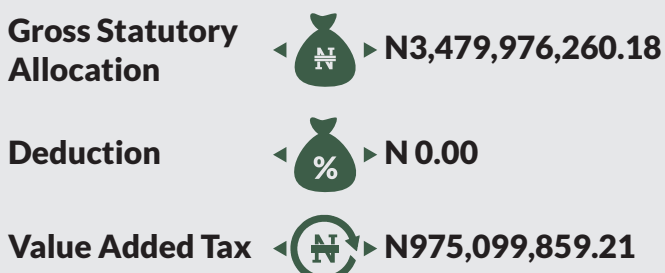 Gross Statutory
Allocation
₦
N3,479,976,260.18
Deduction
%
N 0.00
Value Added Tax
₦
N975,099,859.21